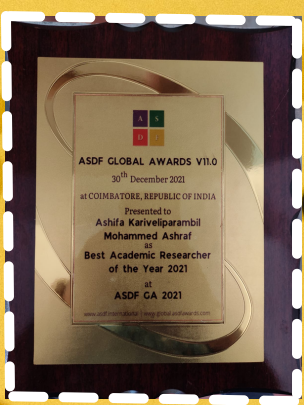 A S
D G
ASDF GLOBAL AWARDS V11.0
30th December 2021
at COIMBATORE, REPUBLIC OF INDIA
Presented to
Ashifa Kariveliparambil
Mohammed Ashraf
as
Best Academic Researcher
of the Year 2021
at
ASDF GA 2021